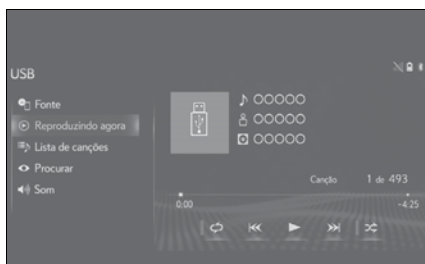 USB
Fonte
Reproduzindo agora
Lista de canções
Procurar
Som
OOOOO
OOOOO
OOOOO
Canção 1 de 493
0:00 -4:25